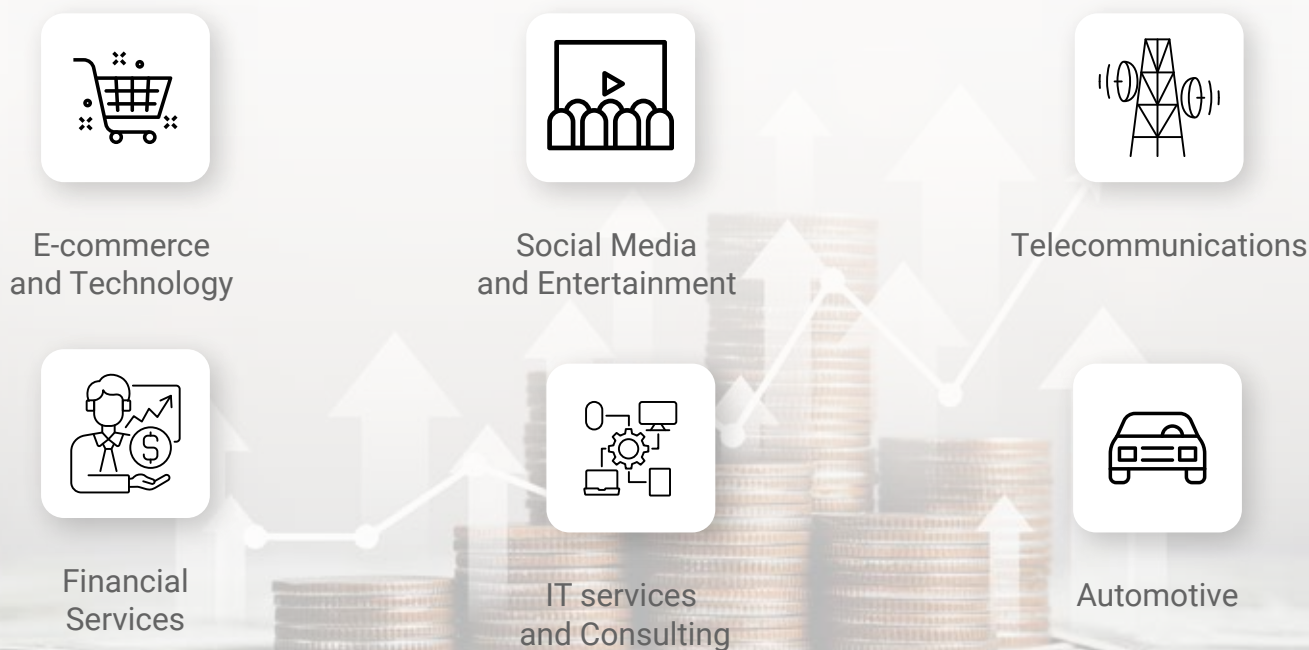 E-commerce
and Technology
Social Media
and Entertainment
Telecommunications
Financial
Services
IT services
and Consulting
Automotive